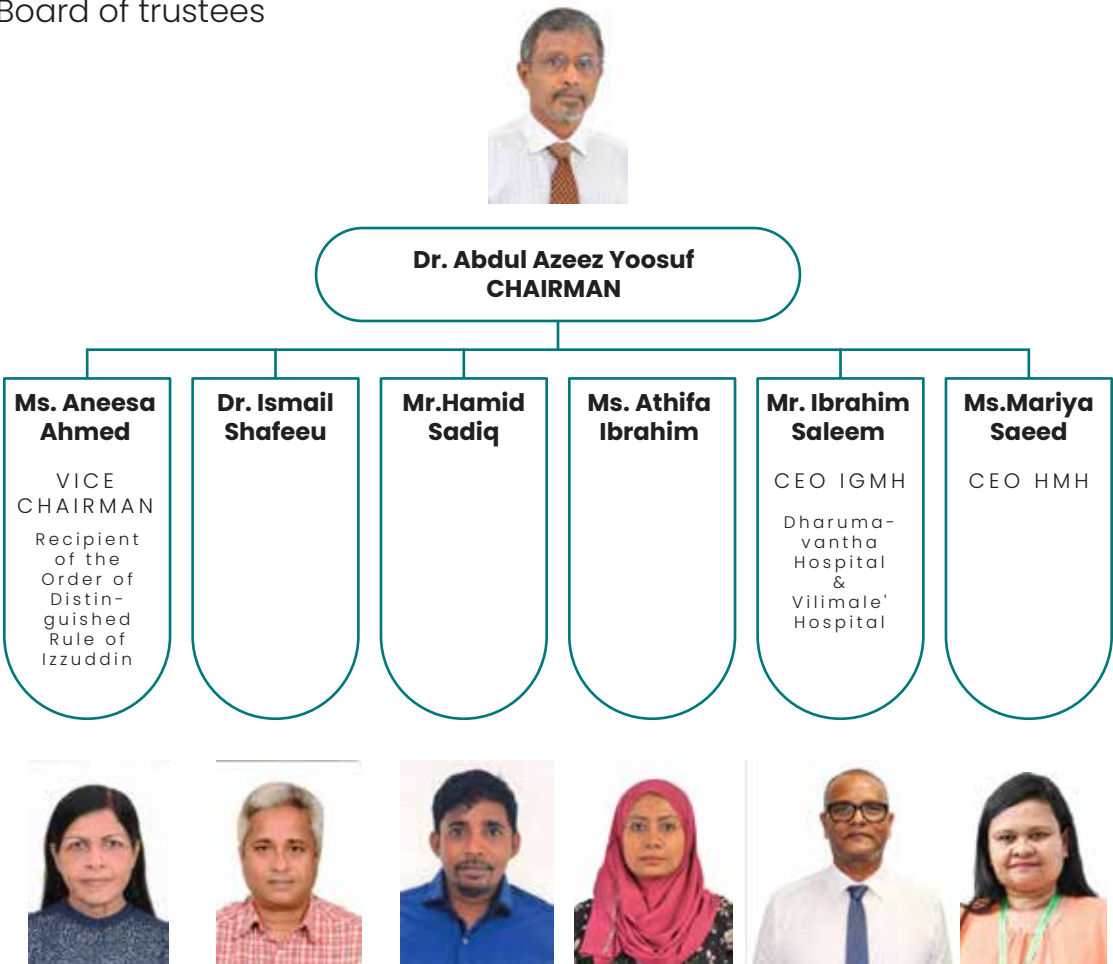 Board of trustees
Dr. Abdul Azeez Yoosuf
CHAIRMAN
Ms. Aneesa
Ahmed
VICE
CHAIRMAN
Recipient
of the
Order of
Distin-
guished
Rule of
Izzuddin
Dr. Ismail
Shafeeu
Mr.Hamid
Sadiq
Ms. Athifa
Ibrahim
Mr. Ibrahim
Saleem
CEO IGMH
Dharuma-
vantha
Hospital
&
Vilimale'
Hospital
Ms.Mariya
Saeed
CEO HMH